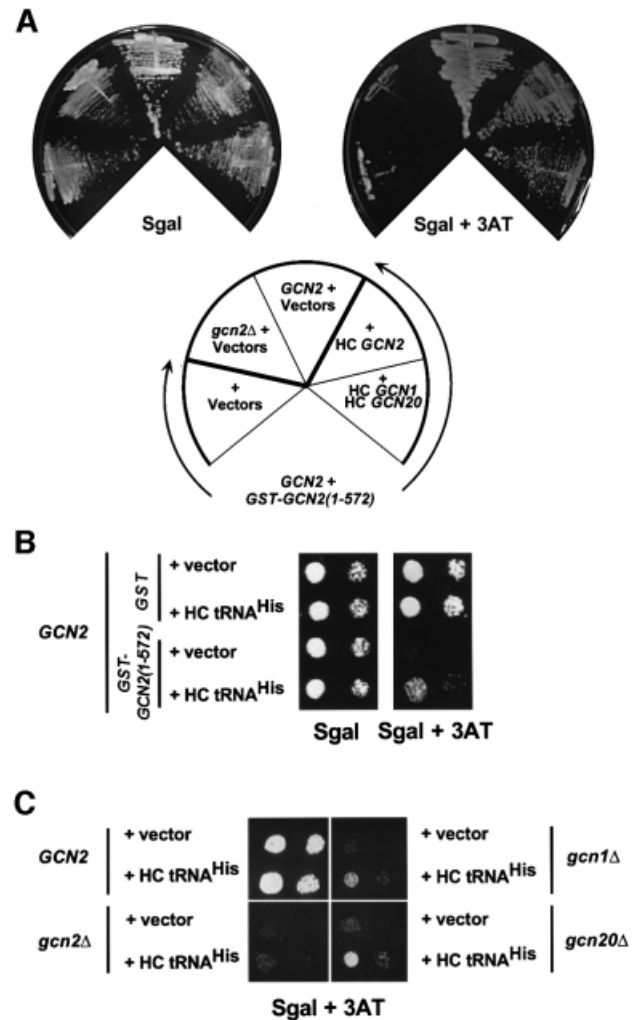 A
Sgal
Sgal + 3AT
GCN2 +
Vectors
gcn2Δ +
Vectors
+
HC GCN2
+
Vectors
+
HC GCN1
HC GCN20
GCN2 +
GST-GCN2(1-572)
B
GCN2
GST
+ vector
+ HC tRNAHis
GST-
GCN2(1-572)
+ vector
+ HC tRNAHis
Sgal
Sgal + 3AT
C
GCN2
+ vector
+ HC tRNAHis
+ vector
+ HC tRNAHis
gcn1Δ
gcn2Δ
+ vector
+ HC tRNAHis
+ vector
+ HC tRNAHis
gcn20Δ
Sgal + 3AT